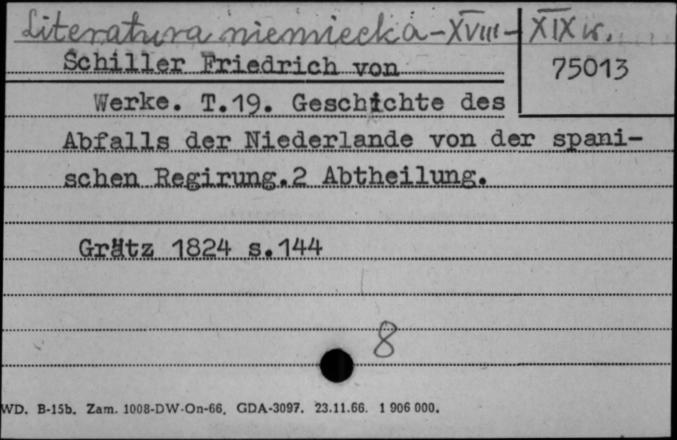 Literatura niemiecka - XVIII - XIX w.
Schiller Friedrich von
75013
Werke. T.19. Geschichte des
Abfalls der Niederlande von der spani-
schen Regirung.2 Abtheilung.
Grätz 1824 s.144
8
WD. B-15b. Zam. 1008-DW-On-66. GDA-3097. 23.11.66. 1 906 000.